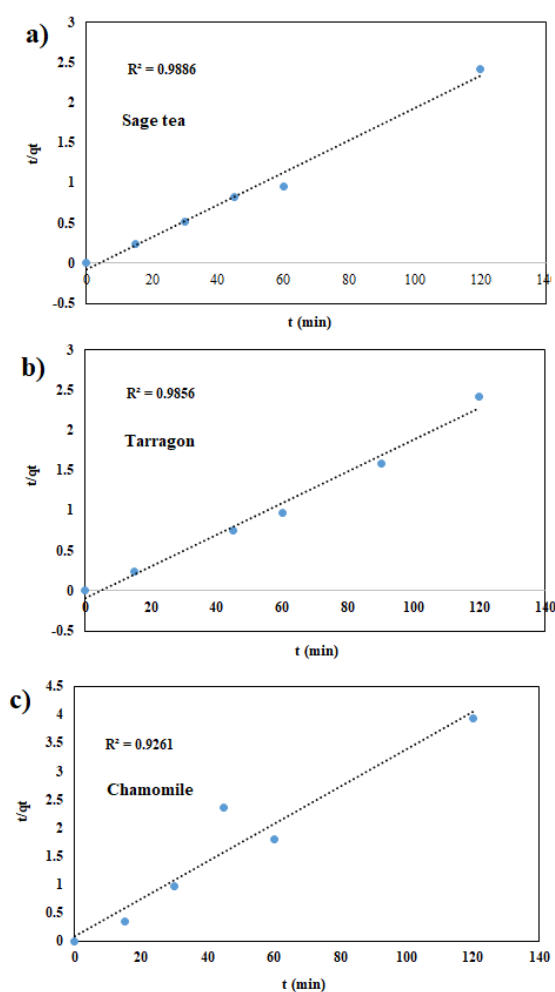 a)
3
R² = 0.9886
2.5
2
Sage tea
1.5
t/qt
1
0.5
0
0 20 40 60 80 100 120 14
-0.5
t (min)
b)
3
R² = 0.9856
2.5
2
Tarragon
1.5
t/qt
1
0.5
0
0 20 40 60 80 100 120 140
-0.5
t (min)
c)
4.5
4
R² = 0.9261
3.5
3
Chamomile
2.5
t/qt
2
1.5
1
0.5
0
0 20 40 60 80 100 120 140
t (min)